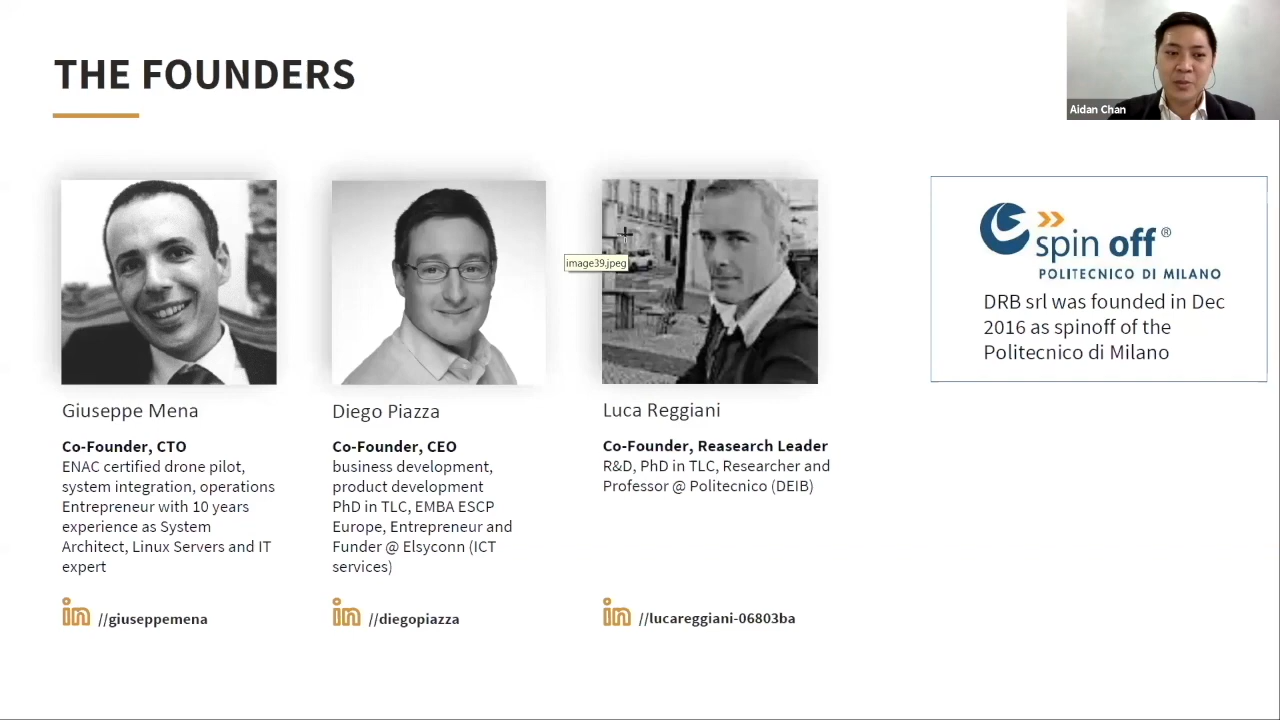 THE FOUNDERS
Aidan Chan
image39.jpeg
Giuseppe Mena
Co-Founder, CTO
ENAC certified drone pilot,
system integration, operations
Entrepreneur with 10 years
experience as System
Architect, Linux Servers and IT
expert
in //giuseppemena
Diego Piazza
Co-Founder, CEO
business development,
product development
PhD in TLC, EMBA ESCP
Europe, Entrepreneur and
Funder @ Elsyconn (ICT
services)
in //diegopiazza
Luca Reggiani
Co-Founder, Reasearch Leader
R&D, PhD in TLC, Researcher and
Professor @ Politecnico (DEIB)
in //lucareggiani-06803ba
spin off ®
POLITECNICO DI MILANO
DRB srl was founded in Dec
2016 as spinoff of the
Politecnico di Milano